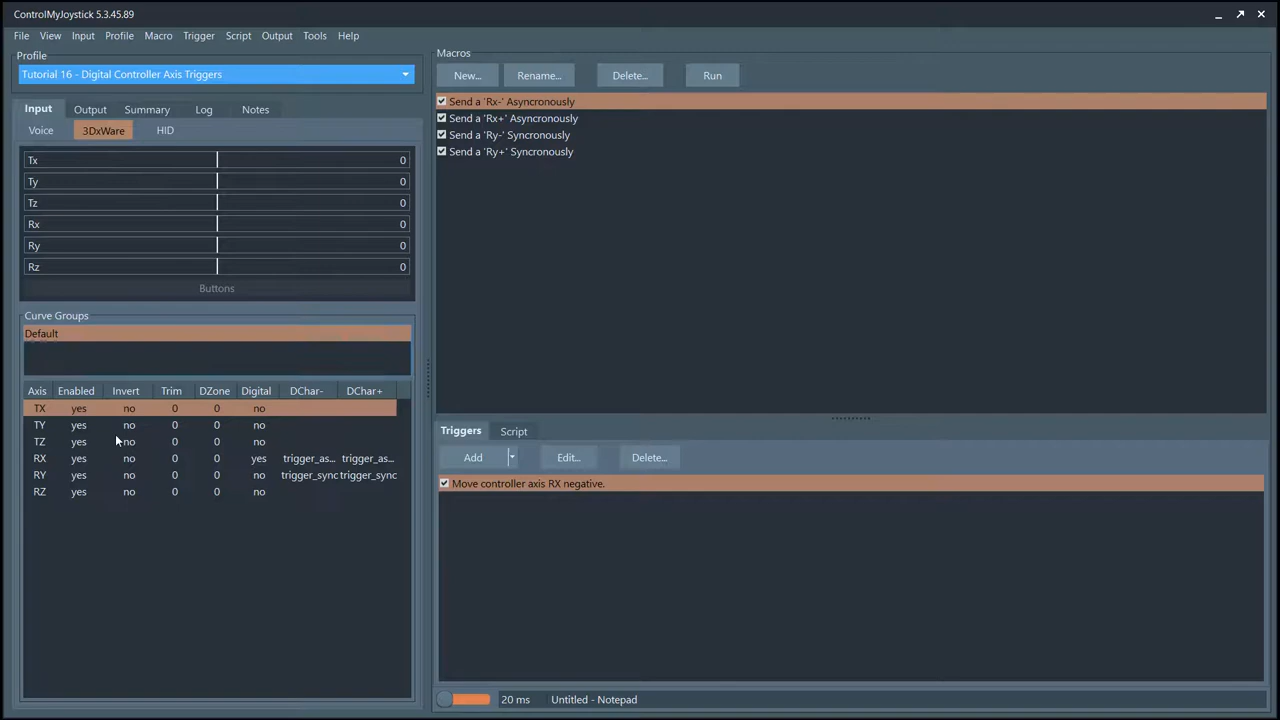 ControlMyJoystick 5.3.45.89
File View Input Profile Macro Trigger Script Output Tools Help
Profile
Tutorial 16 - Digital Controller Axis Triggers
Input Output Summary Log Notes
Voice 3DxWare HID
Tx 0
Ty 0
Tz 0
Rx 0
Ry 0
Rz 0
Buttons
Curve Groups
Default
Axis Enabled Invert Trim DZone Digital DChar- DChar+
TX yes no 0 0 no
TY yes no 0 0 no
TZ yes no 0 0 no
RX yes no 0 0 yes trigger_as... trigger_as...
RY yes no 0 0 no trigger_sync trigger_sync
RZ yes no 0 0 no
Macros
New... Rename... Delete... Run
Send a 'Rx-' Asyncronously
Send a 'Rx+' Asyncronously
Send a 'Ry-' Syncronously
Send a 'Ry+' Syncronously
Triggers Script
Add Edit... Delete...
Move controller axis RX negative.
20 ms Untitled - Notepad